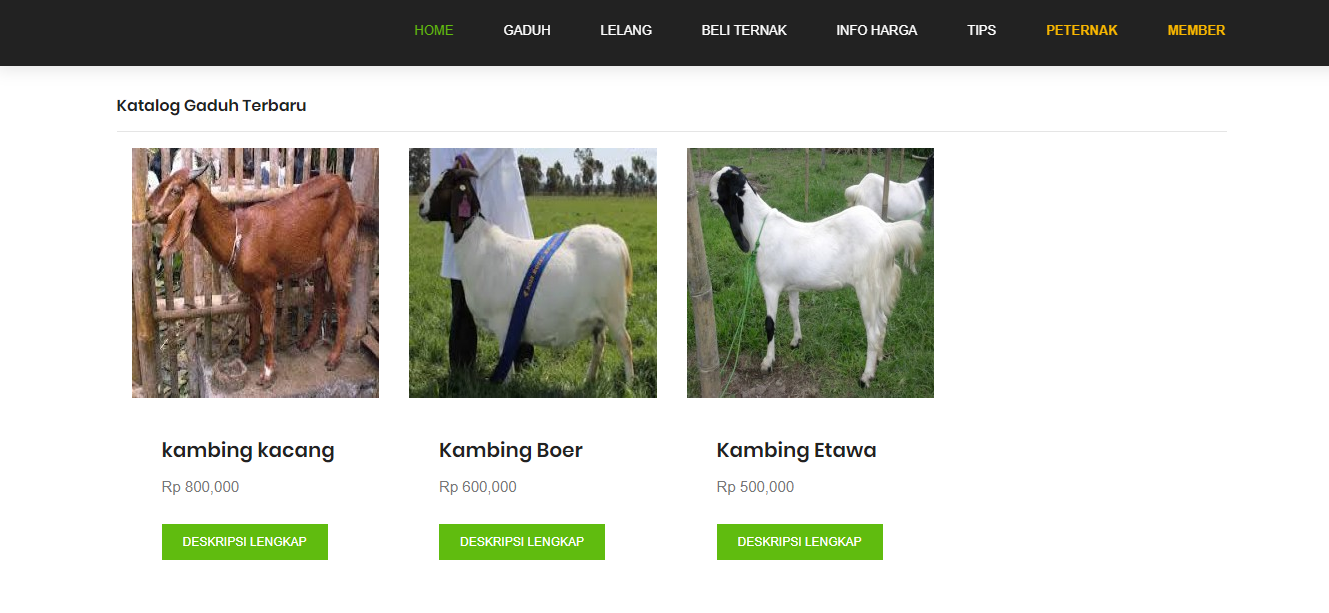 HOME GADUH LELANG BELI TERNAK INFO HARGA TIPS PETERNAK MEMBER
Katalog Gaduh Terbaru
kambing kacang
Rp 800,000
DESKRIPSI LENGKAP
Kambing Boer
Rp 600,000
DESKRIPSI LENGKAP
Kambing Etawa
Rp 500,000
DESKRIPSI LENGKAP